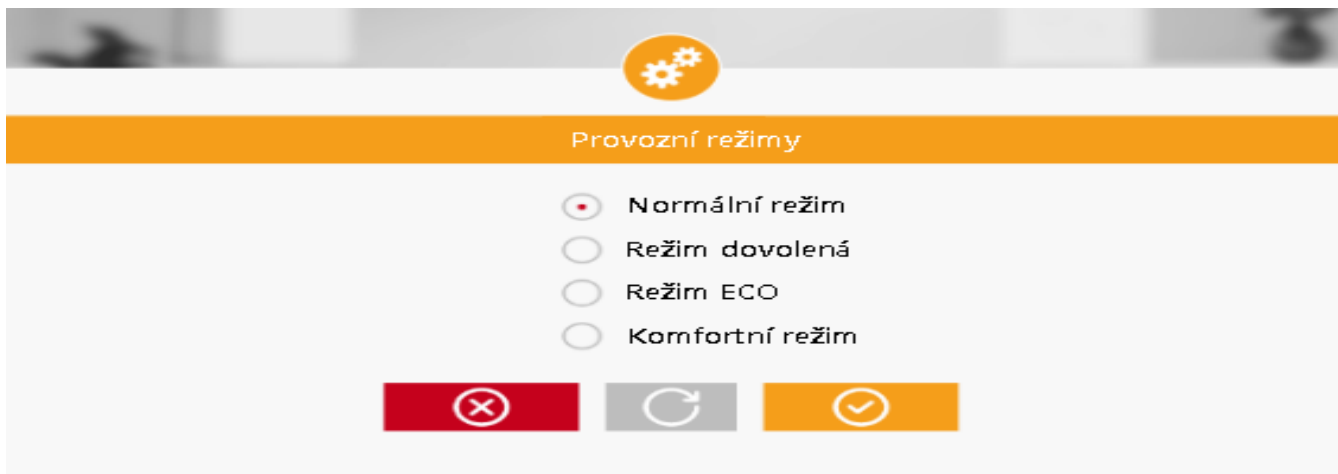 Provozní režimy
Normální režim
Režim dovolená
Režim ECO
Komfortní režim